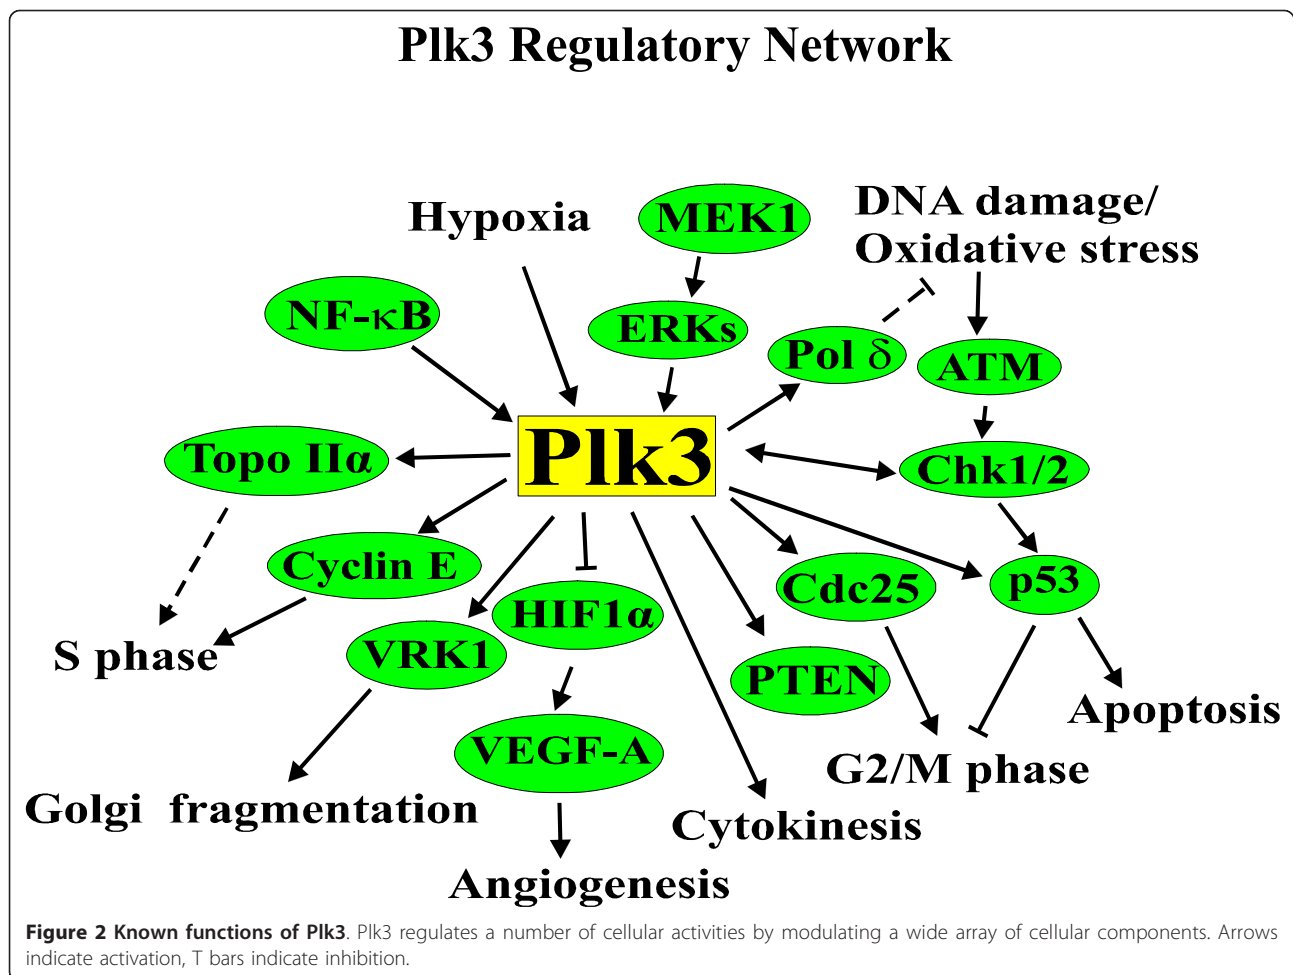 Plk3 Regulatory Network
Hypoxia
MEK1
DNA damage/
Oxidative stress
NF-κB
ERKs
Pol δ
ATM
Topo IIα
Plk3
Chk1/2
Cyclin E
HIF1α
Cdc25
p53
S phase
VRK1
PTEN
Apoptosis
VEGF-A
G2/M phase
Golgi fragmentation
Cytokinesis
Angiogenesis
Figure 2 Known functions of Plk3. Plk3 regulates a number of cellular activities by modulating a wide array of cellular components. Arrows
indicate activation, T bars indicate inhibition.